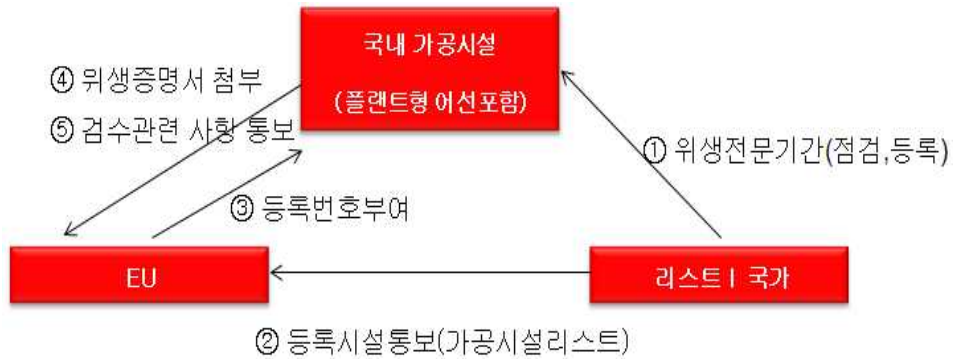 국내 가공시설
(플랜트형 어선포함)
④ 위생증명서 첨부
⑤ 검수관련 사항 통보
① 위생전문기간(점검,등록)
③ 등록번호부여
EU
리스트 I 국가
② 등록시설통보(가공시설리스트)